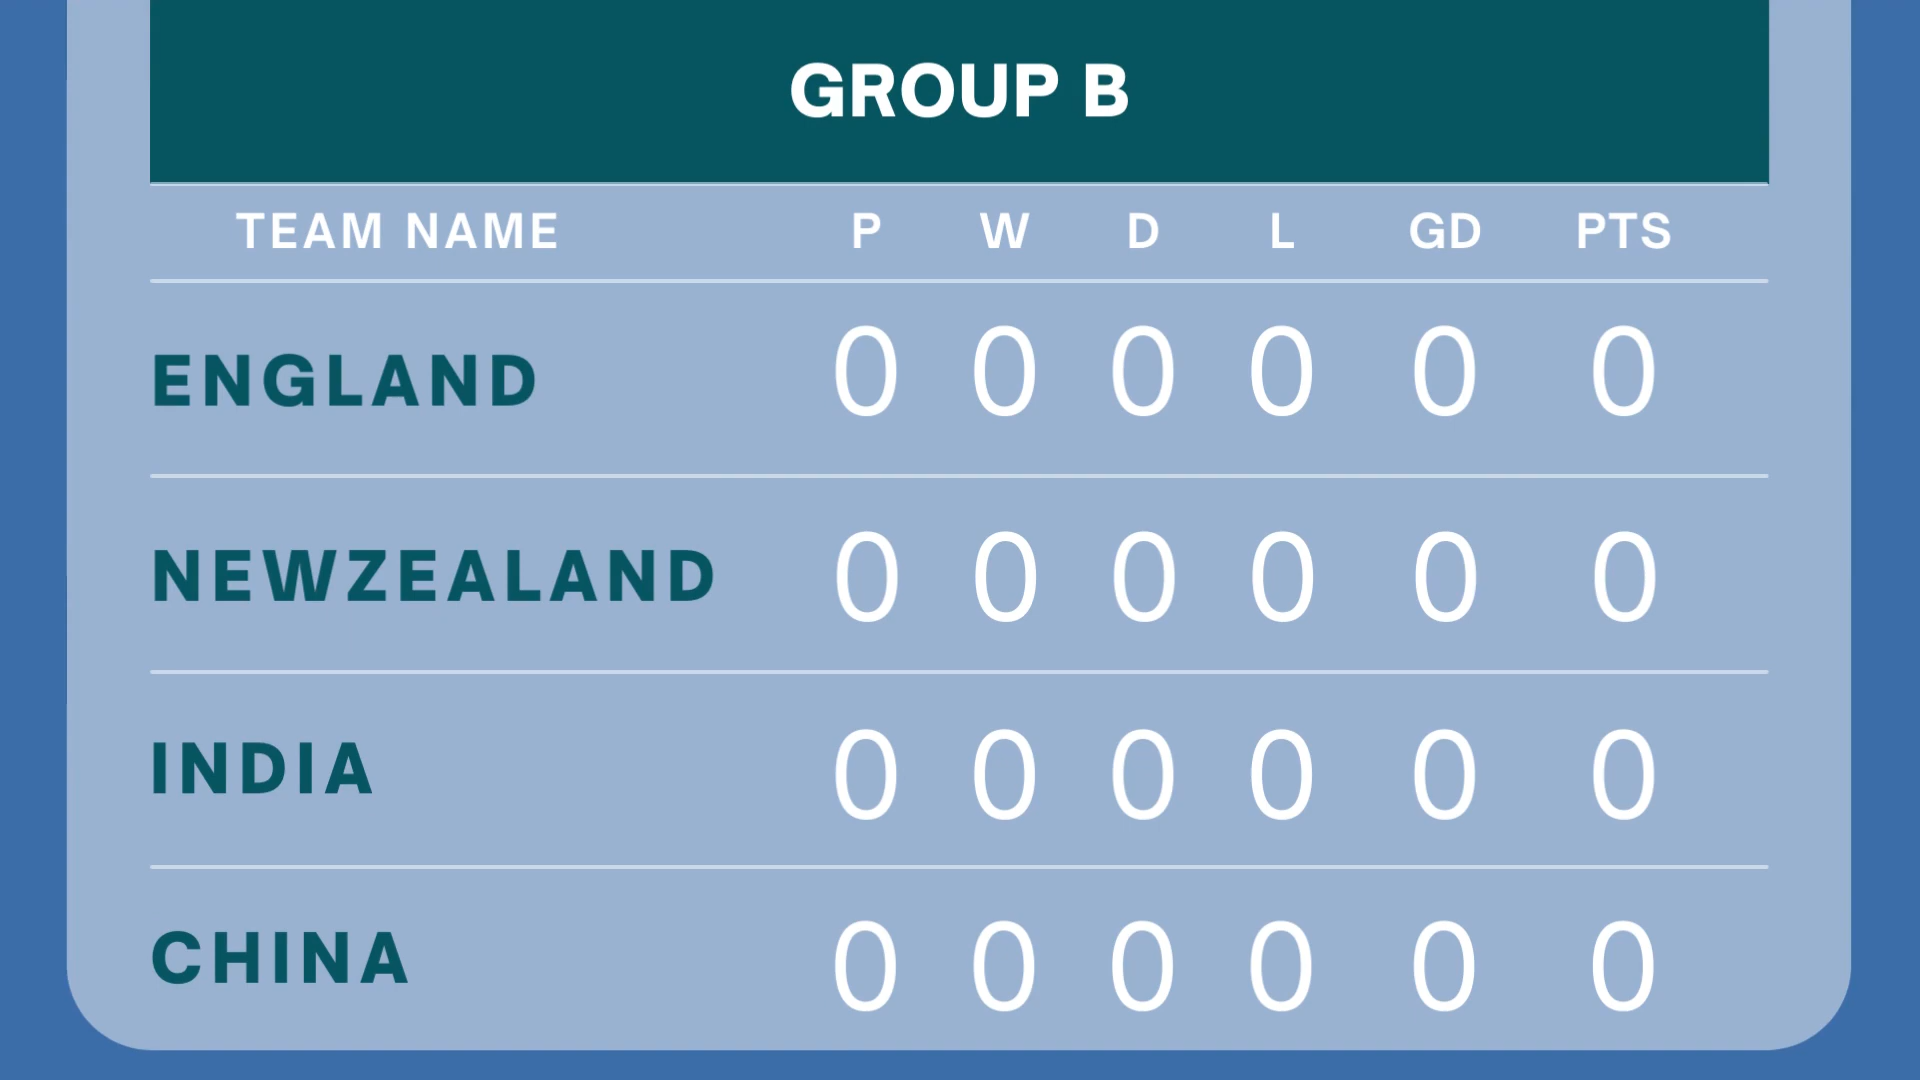 GROUP B
TEAM NAME P W D L GD PTS
ENGLAND 0 0 0 0 0 0
NEWZEALAND 0 0 0 0 0 0
INDIA 0 0 0 0 0 0
CHINA 0 0 0 0 0 0